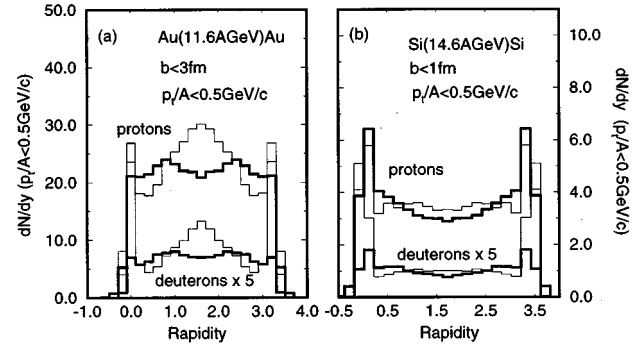 (a)
Au(11.6AGeV)Au
b<3fm
pt/A<0.5GeV/c
protons
deuterons x 5
50.0
40.0
30.0
20.0
10.0
0.0
-1.0 0.0 1.0 2.0 3.0 4.0
Rapidity
dN/dy (pt/A<0.5GeV/c)
(b)
Si(14.6AGeV)Si
b<1fm
pt/A<0.5GeV/c
protons
deuterons x 5
10.0
8.0
6.0
4.0
2.0
0.0
-0.5 0.5 1.5 2.5 3.5
Rapidity
dN/dy (pt/A<0.5GeV/c)